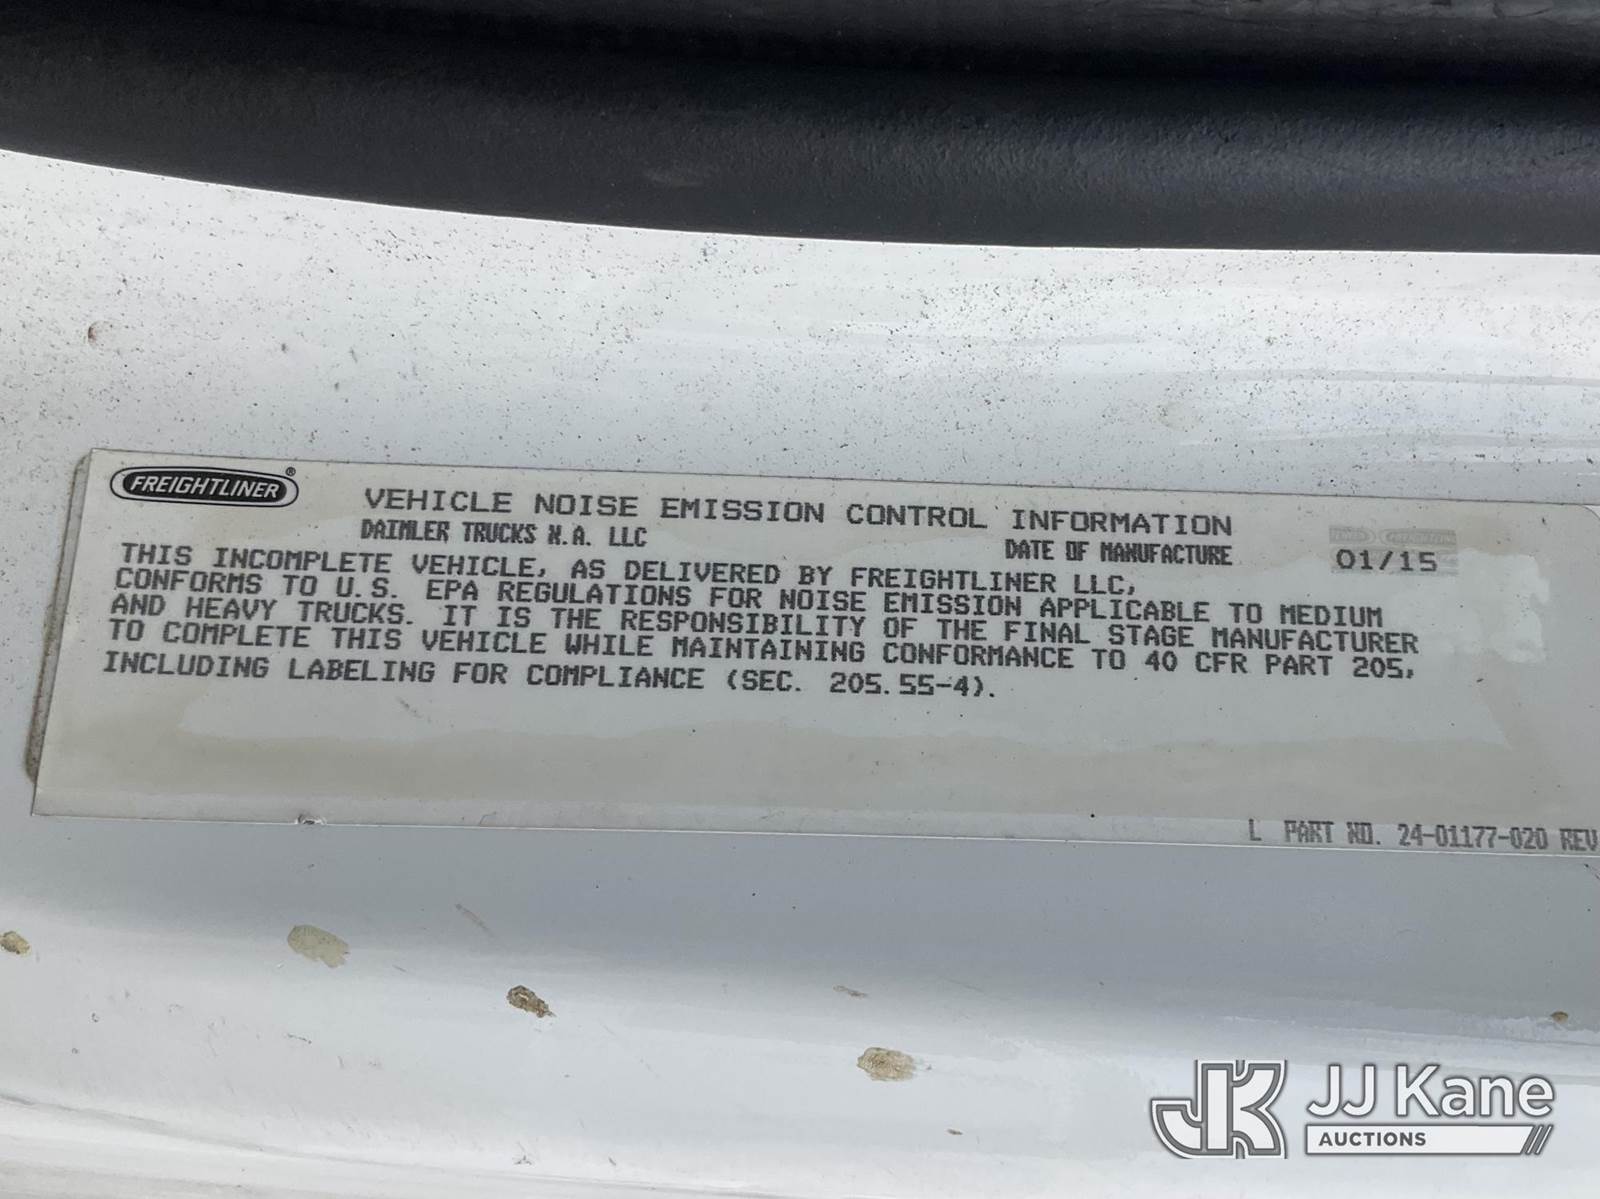 FREIGHTLINER®
VEHICLE NOISE EMISSION CONTROL INFORMATION
DAIMLER TRUCKS N.A. LLC
DATE OF MANUFACTURE 01/15
THIS INCOMPLETE VEHICLE, AS DELIVERED BY FREIGHTLINER LLC,
CONFORMS TO U.S. EPA REGULATIONS FOR NOISE EMISSION APPLICABLE TO MEDIUM
AND HEAVY TRUCKS. IT IS THE RESPONSIBILITY OF THE FINAL STAGE MANUFACTURER
TO COMPLETE THIS VEHICLE WHILE MAINTAINING CONFORMANCE TO 40 CFR PART 205,
INCLUDING LABELING FOR COMPLIANCE (SEC. 205.55-4).
L PART NO. 24-01177-020 REV
JK JJ Kane
AUCTIONS